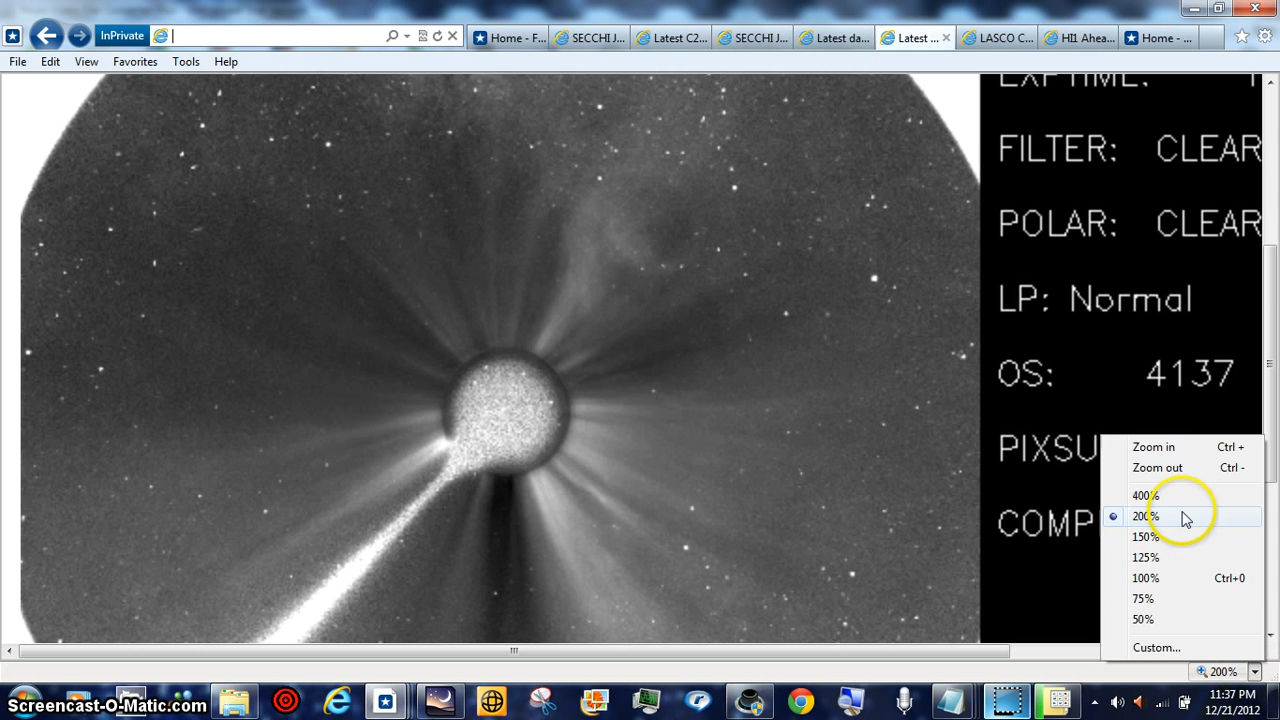 InPrivate
Home - F...
SECCHI J...
Latest C2...
SECCHI J...
Latest da...
Latest ...
LASCO C...
HI1 Ahea...
Home - ...
File Edit View Favorites Tools Help
FILTER: CLEAR
POLAR: CLEAR
LP: Normal
OS: 4137
PIXSU
COMP
Zoom in Ctrl +
Zoom out Ctrl -
400%
200%
150%
125%
100% Ctrl+0
75%
50%
Custom...
200%
Screencast-O-Matic.com
11:37 PM
12/21/2012